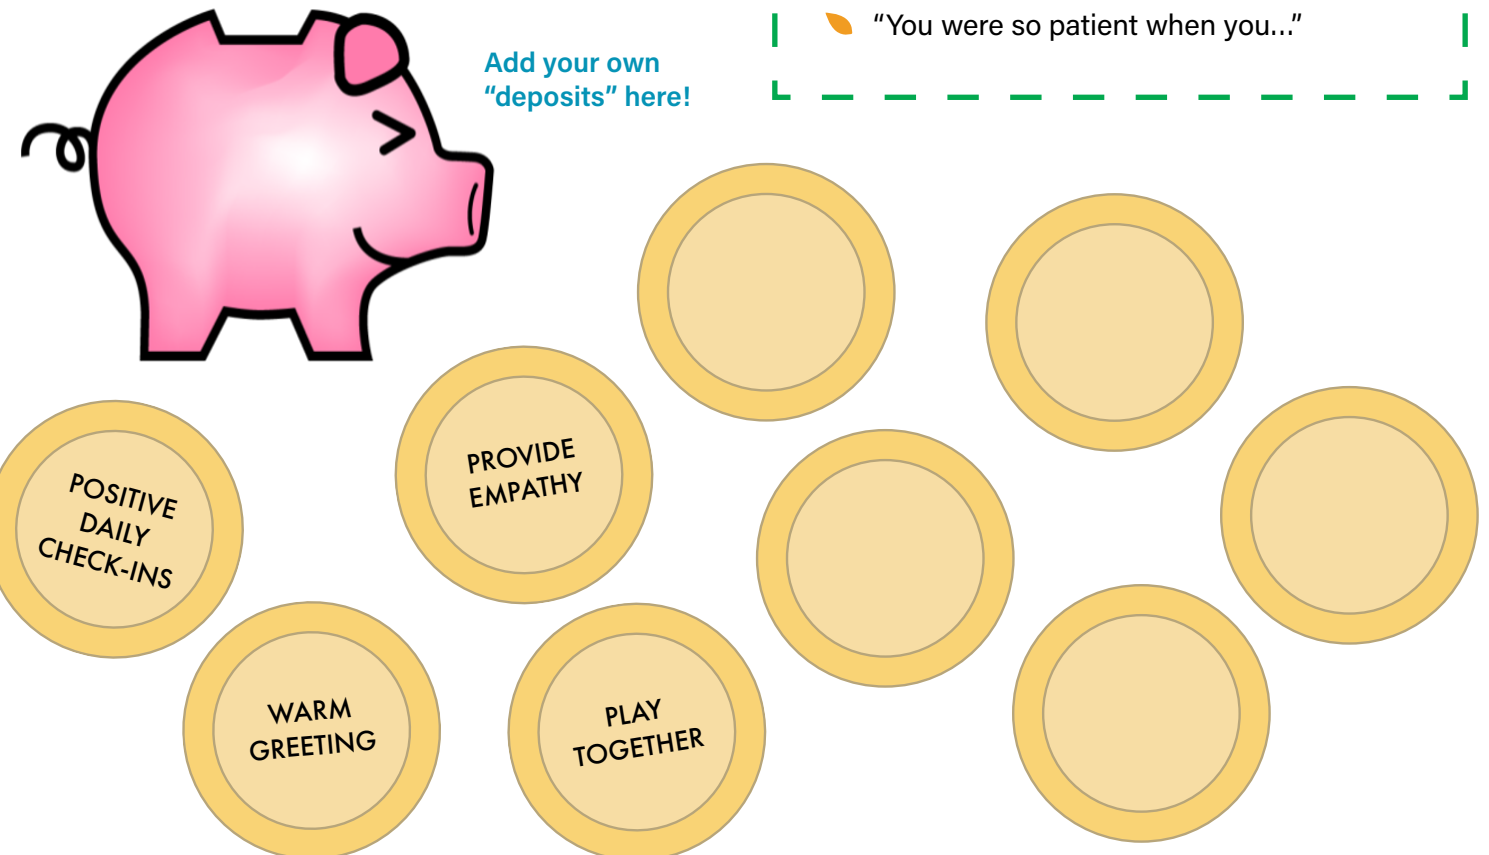 “You were so patient when you...”
Add your own
“deposits” here!
PROVIDE
EMPATHY
POSITIVE
DAILY
CHECK-INS
WARM
GREETING
PLAY
TOGETHER